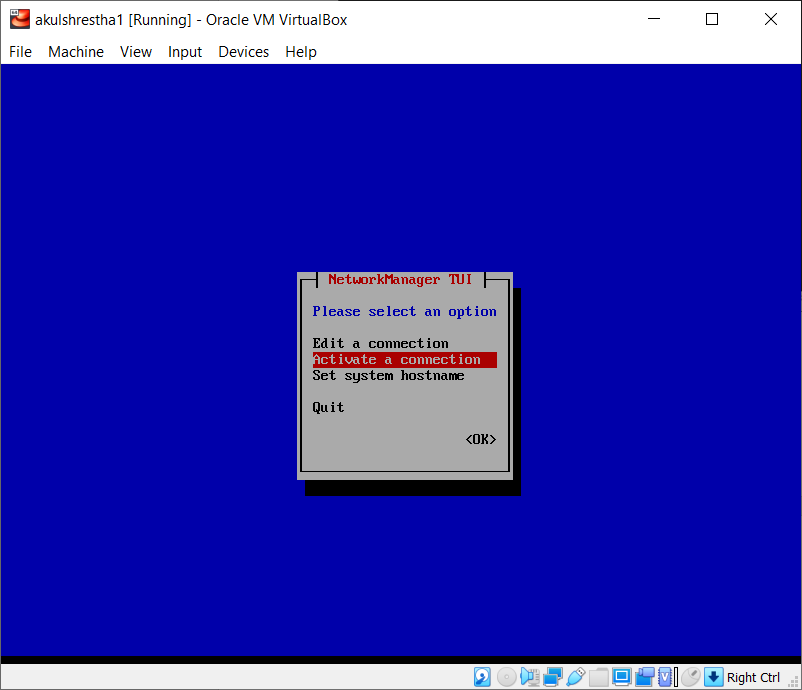 akulshrestha1 [Running] - Oracle VM VirtualBox
File Machine View Input Devices Help
NetworkManager TUI
Please select an option
Edit a connection
Activate a connection
Set system hostname
Quit
<OK>
Right Ctrl